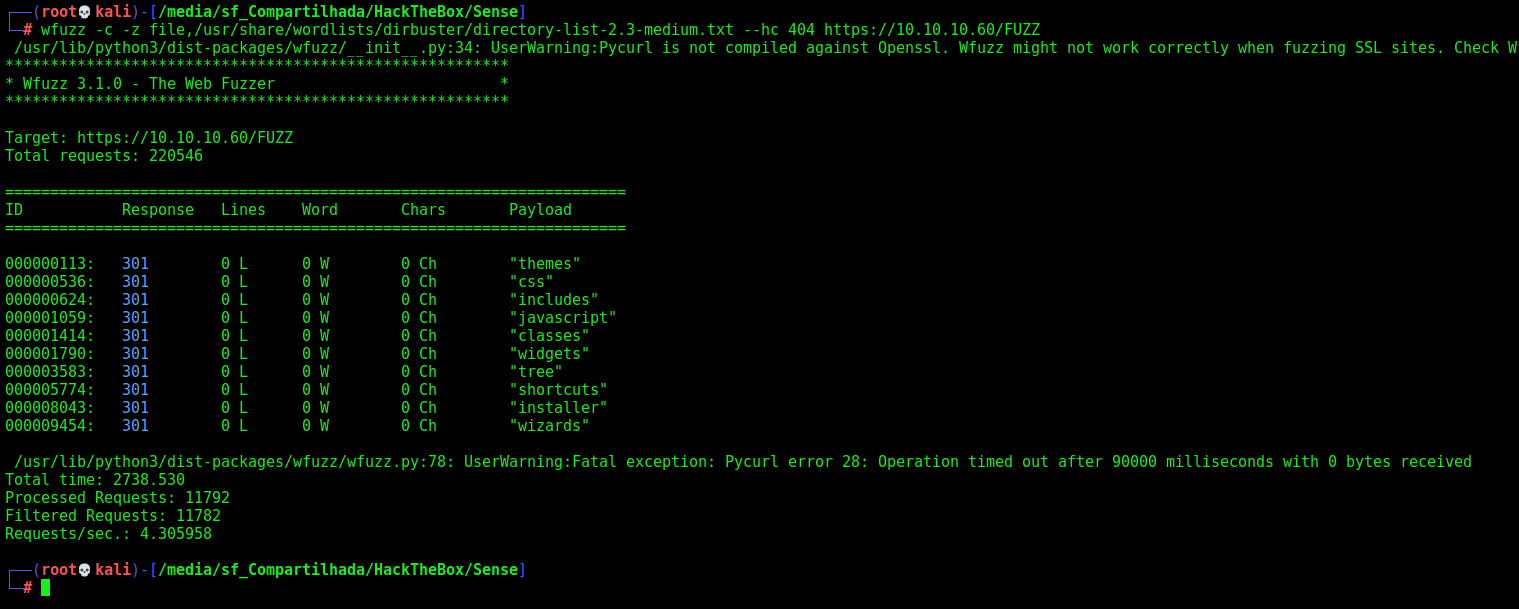 ┌──(root💀kali)-[/media/sf_Compartilhada/HackTheBox/Sense]
└─# wfuzz -c -z file,/usr/share/wordlists/dirbuster/directory-list-2.3-medium.txt --hc 404 https://10.10.10.60/FUZZ
 /usr/lib/python3/dist-packages/wfuzz/__init__.py:34: UserWarning:Pycurl is not compiled against Openssl. Wfuzz might not work correctly when fuzzing SSL sites. Check W
********************************************************
* Wfuzz 3.1.0 - The Web Fuzzer                         *
********************************************************
Target: https://10.10.10.60/FUZZ
Total requests: 220546
=====================================================================
ID           Response   Lines    Word       Chars       Payload
=====================================================================
000000113:   301        0 L      0 W        0 Ch        "themes"
000000536:   301        0 L      0 W        0 Ch        "css"
000000624:   301        0 L      0 W        0 Ch        "includes"
000001059:   301        0 L      0 W        0 Ch        "javascript"
000001414:   301        0 L      0 W        0 Ch        "classes"
000001790:   301        0 L      0 W        0 Ch        "widgets"
000003583:   301        0 L      0 W        0 Ch        "tree"
000005774:   301        0 L      0 W        0 Ch        "shortcuts"
000008043:   301        0 L      0 W        0 Ch        "installer"
000009454:   301        0 L      0 W        0 Ch        "wizards"
 /usr/lib/python3/dist-packages/wfuzz/wfuzz.py:78: UserWarning:Fatal exception: Pycurl error 28: Operation timed out after 90000 milliseconds with 0 bytes received
Total time: 2738.530
Processed Requests: 11792
Filtered Requests: 11782
Requests/sec.: 4.305958
┌──(root💀kali)-[/media/sf_Compartilhada/HackTheBox/Sense]
└─#